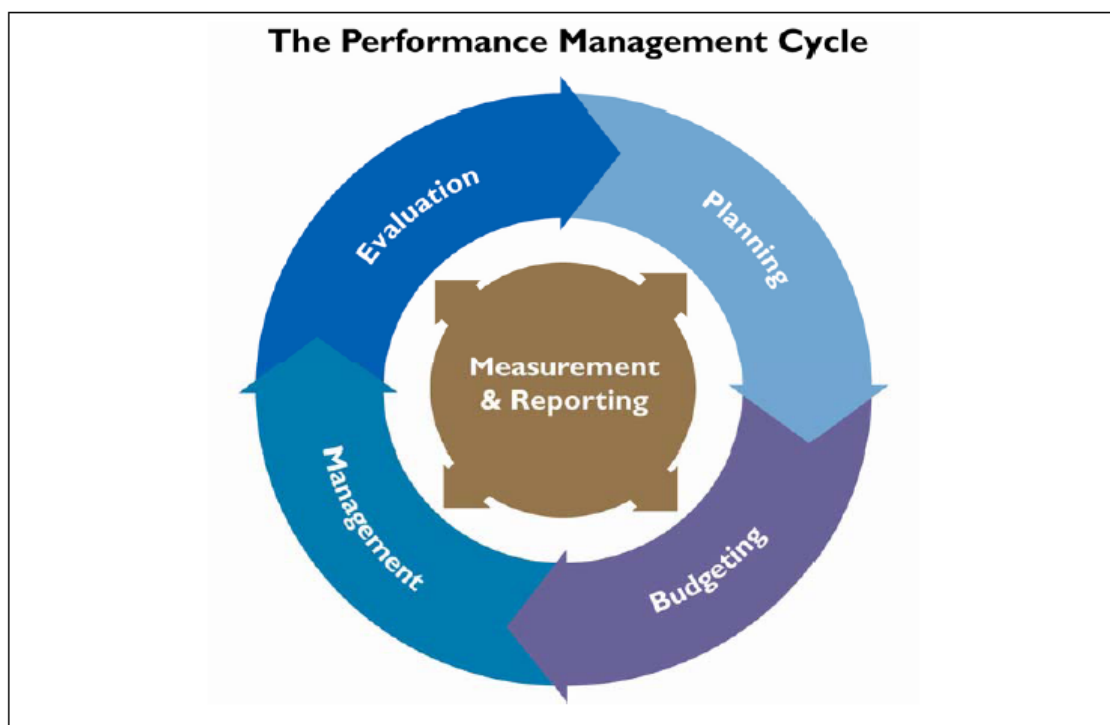 The Performance Management Cycle
Evaluation
Planning
Measurement
& Reporting
Management
Budgeting